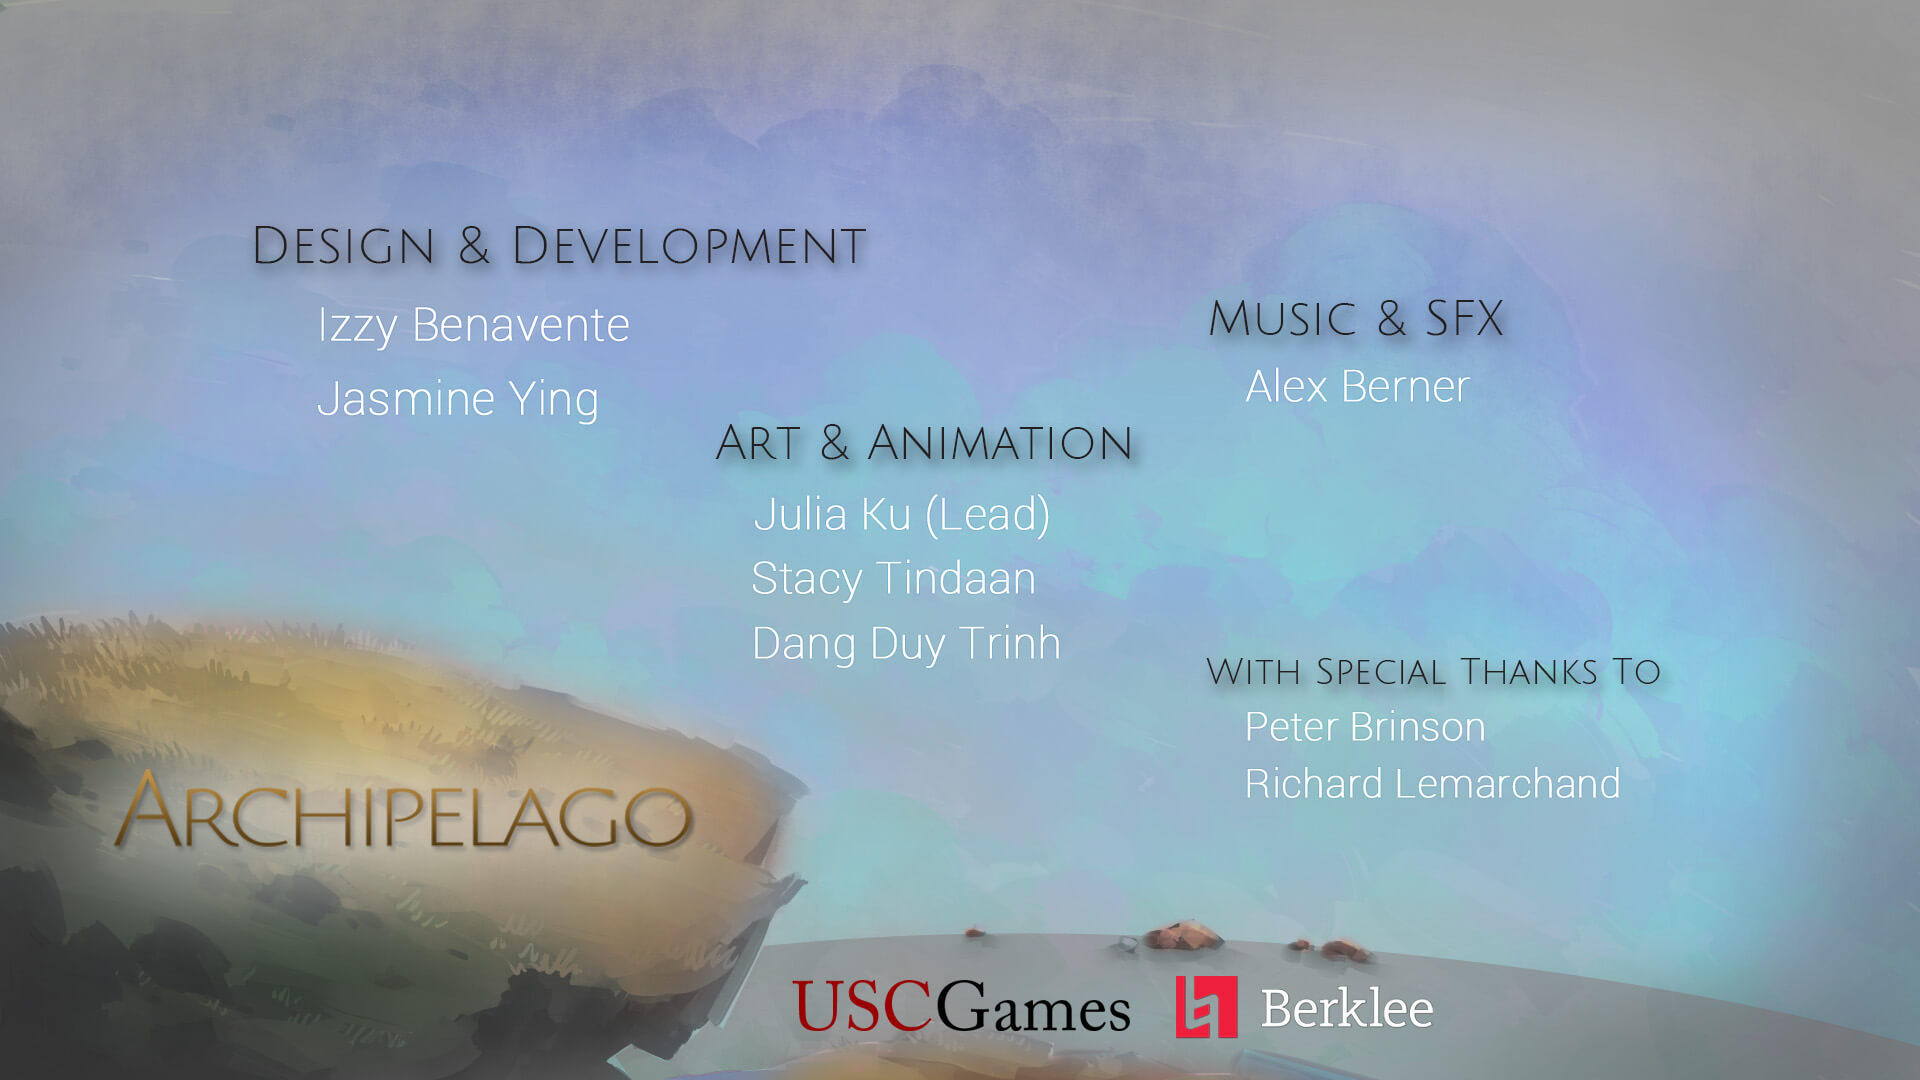 Design & Development
Izzy Benavente
Jasmine Ying
Music & SFX
Alex Berner
Art & Animation
Julia Ku (Lead)
Stacy Tindaan
Dang Duy Trinh
With Special Thanks To
Peter Brinson
Richard Lemarchand
Archipelago
USCGames
Berklee